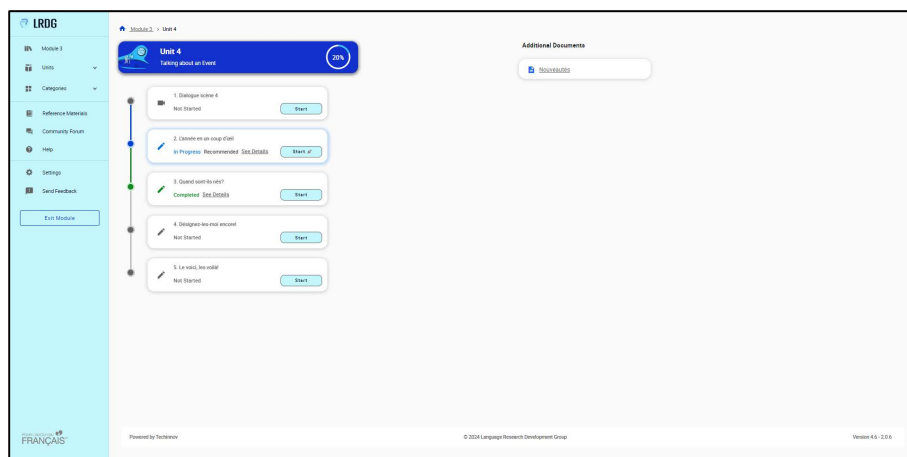 LRDG
Module 3
Units
Categories
Reference Materials
Community Forum
Help
Settings
Send Feedback
Exit Module
FRANÇAIS
Module 3 > Unit 4
Unit 4
Talking about an Event
20%
1. Dialogue scène 4
Not Started
Start
2. L'année en un coup d'œil
In Progress Recommended See Details
Start
3. Quand sont-ils nés?
Completed See Details
Start
4. Désignez-les-moi encore!
Not Started
Start
5. Le voici, les voilà!
Not Started
Start
Additional Documents
Nouveautés
Powered by Technomiv
© 2024 Language Research Development Group
Version 4.6 - 2.0.6